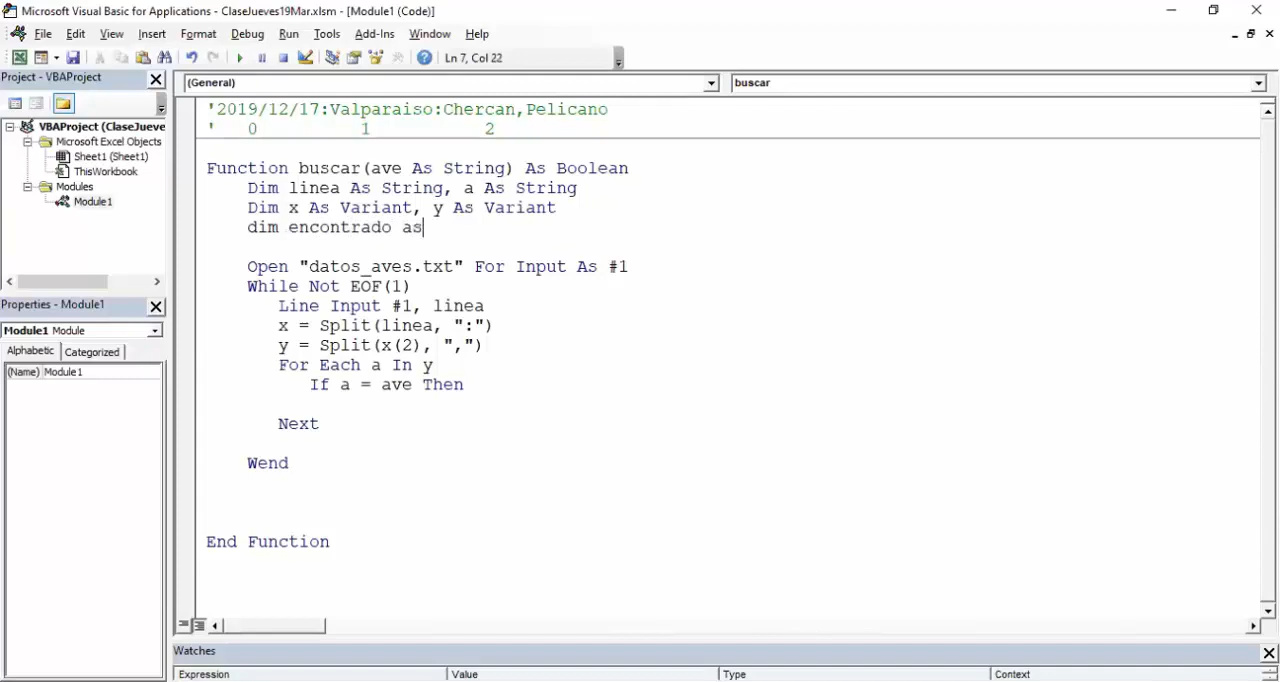 Microsoft Visual Basic for Applications - ClaseJueves19Mar.xlsm - [Module1 (Code)]
File Edit View Insert Format Debug Run Tools Add-Ins Window Help
Ln 7, Col 22
Project - VBAProject
VBAProject (ClaseJueve
Microsoft Excel Objects
Sheet1 (Sheet1)
ThisWorkbook
Modules
Module1
Properties - Module1
Module1 Module
Alphabetic Categorized
(Name) Module1
(General) buscar
'2019/12/17:Valparaiso:Chercan,Pelicano
' 0 1 2
Function buscar(ave As String) As Boolean
Dim linea As String, a As String
Dim x As Variant, y As Variant
dim encontrado as
Open "datos_aves.txt" For Input As #1
While Not EOF(1)
Line Input #1, linea
x = Split(linea, ":")
y = Split(x(2), ",")
For Each a In y
If a = ave Then
Next
Wend
End Function
Watches
Expression Value Type Context